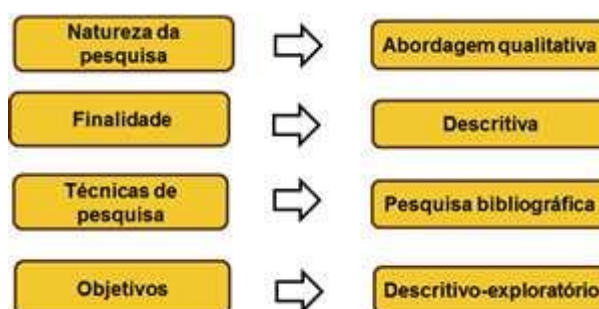 Natureza da
pesquisa
Abordagem qualitativa
Finalidade
Descritiva
Técnicas de
pesquisa
Pesquisa bibliográfica
Objetivos
Descritivo-exploratório